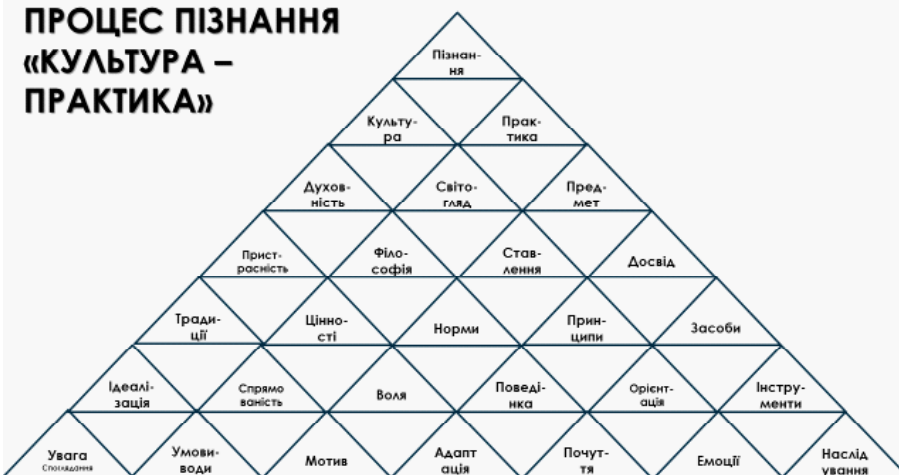 ПРОЦЕС ПІЗНАННЯ
«КУЛЬТУРА –
ПРАКТИКА»
Пізнан-
ня
Культу-
ра
Прак-
тика
Духов-
ність
Світо-
гляд
Пред-
мет
Прист-
расність
Філо-
софія
Став-
лення
Досвід
Тради-
ції
Цінно-
сті
Норми
Прин-
ципи
Засоби
Ідеалі-
зація
Спрямо
ваність
Воля
Поведі-
нка
Орієнт-
ація
Інстру-
менти
Увага
Споглядання
Умови-
води
Мотив
Адапт
ація
Почут-
тя
Емоції
Наслід
ування